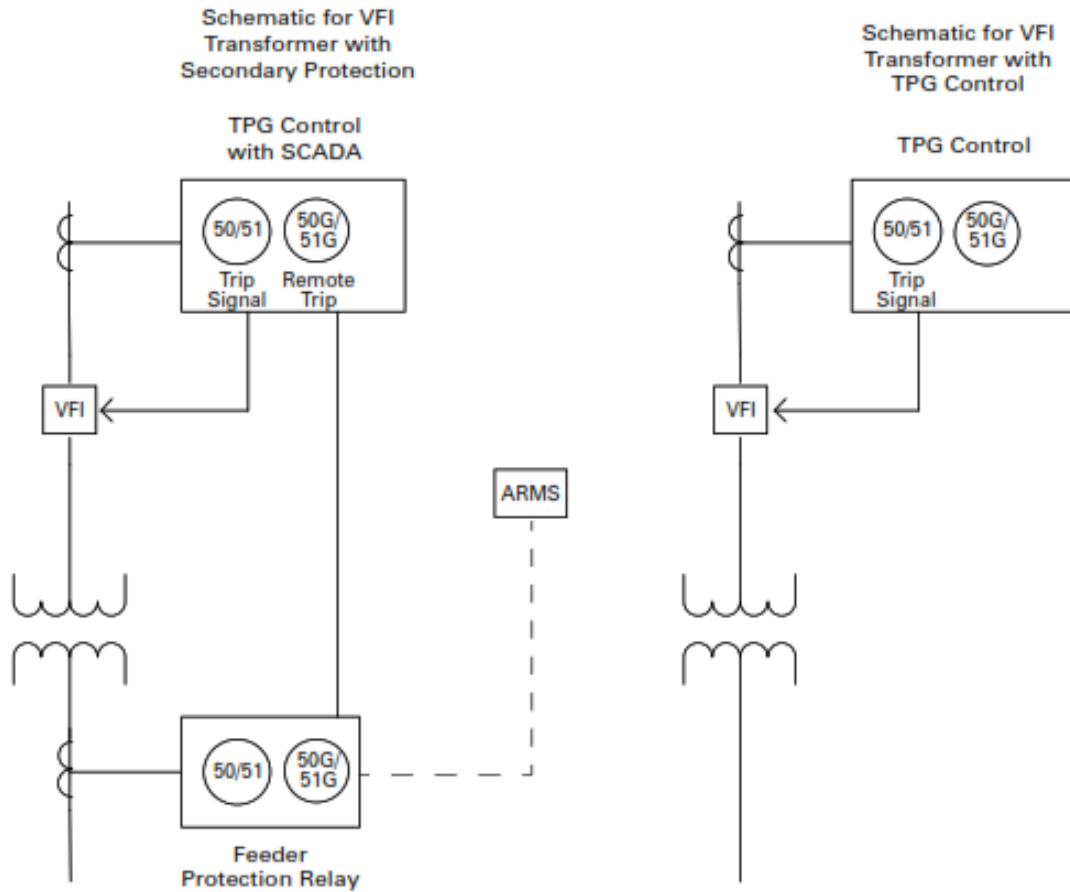 Schematic for VFI
Transformer with
Secondary Protection
TPG Control
with SCADA
50/51
50G/
51G
Trip
Signal
Remote
Trip
VFI
ARMS
50/51
50G/
51G
Feeder
Protection Relay
Schematic for VFI
Transformer with
TPG Control
TPG Control
50/51
50G/
51G
Trip
Signal
VFI